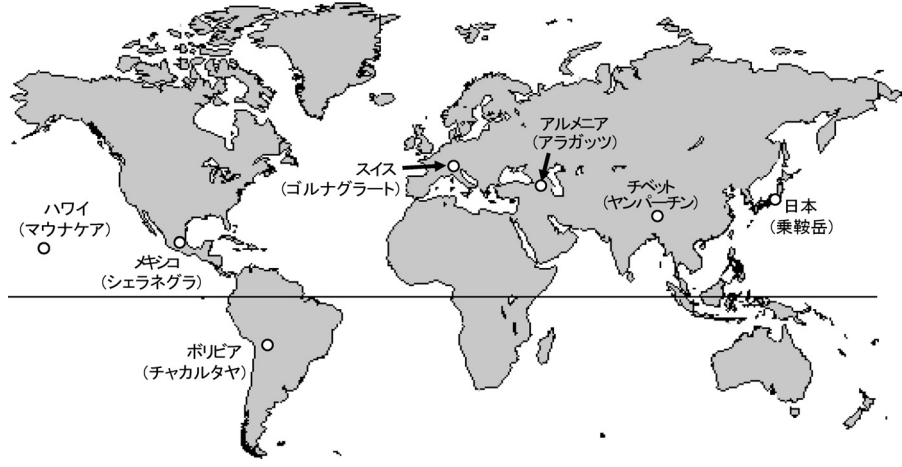 アルメニア
(アラガッツ)
スイス
(ゴルナグラート)
チベット
(ヤンパーチン)
日本
(乗鞍岳)
ハワイ
(マウナケア)
メキシコ
(シェラネグラ)
ボリビア
(チャカルタヤ)